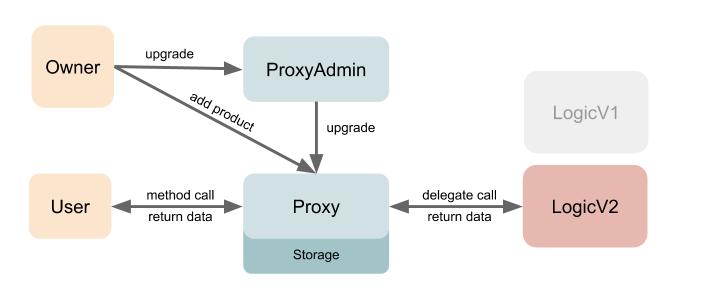 Owner
upgrade
ProxyAdmin
add product
upgrade
LogicV1
User
method call
return data
Proxy
Storage
delegate call
return data
LogicV2